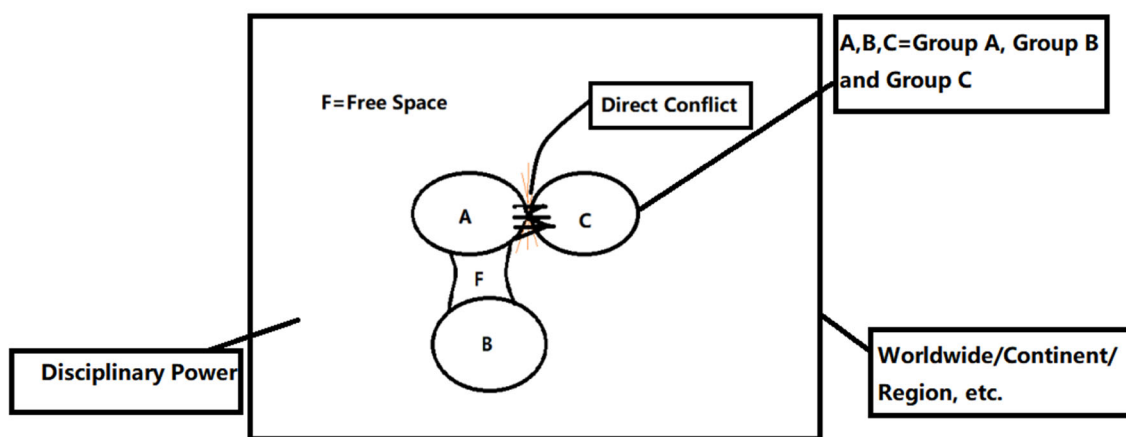 A,B,C=Group A, Group B
and Group C
F=Free Space
Direct Conflict
A
C
F
B
Disciplinary Power
Worldwide/Continent/
Region, etc.